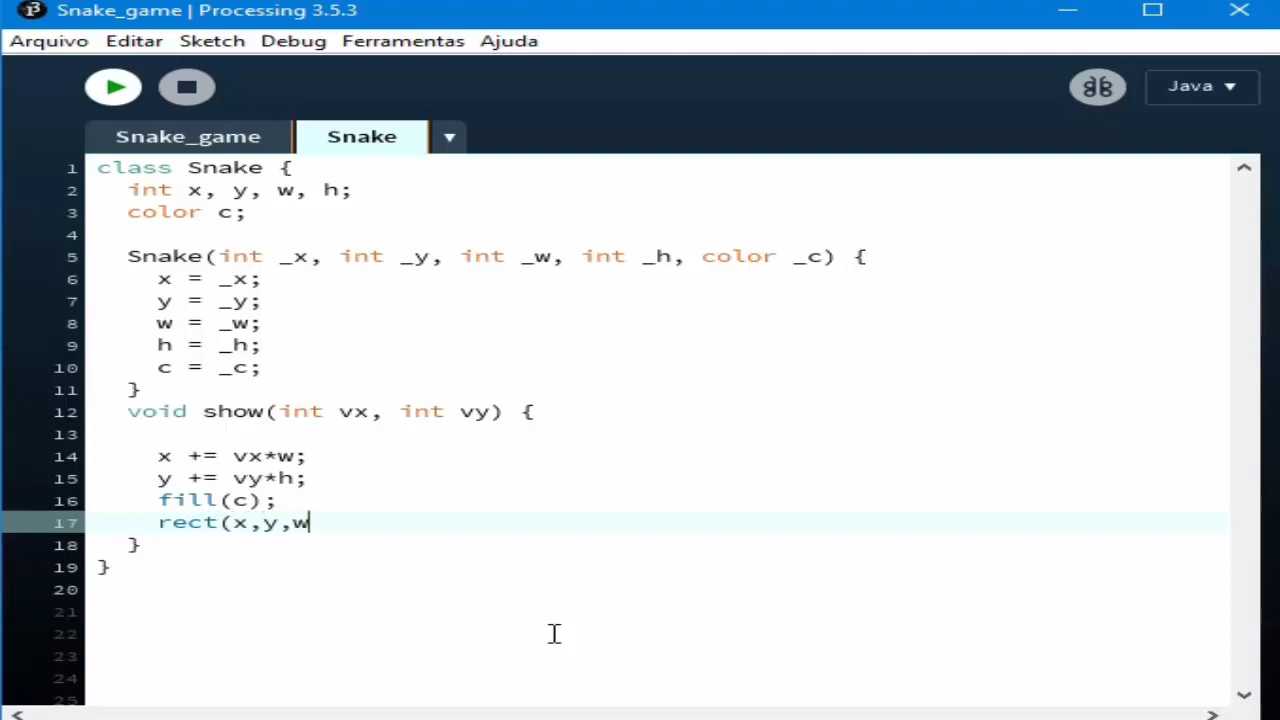 Snake_game | Processing 3.5.3
Arquivo Editar Sketch Debug Ferramentas Ajuda
Java ▼
Snake_game Snake ▼
1 class Snake {
2 int x, y, w, h;
3 color c;
4
5 Snake(int _x, int _y, int _w, int _h, color _c) {
6 x = _x;
7 y = _y;
8 w = _w;
9 h = _h;
10 c = _c;
11 }
12 void show(int vx, int vy) {
13
14 x += vx*w;
15 y += vy*h;
16 fill(c);
17 rect(x,y,w
18 }
19 }
20
21
22
23
24
25